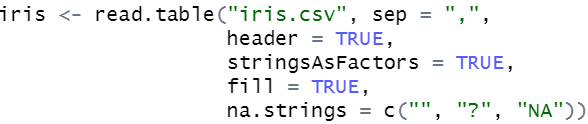 iris <- read.table("iris.csv", sep = ",",
header = TRUE,
stringsAsFactors = TRUE,
fill = TRUE,
na.strings = c("", "?", "NA"))